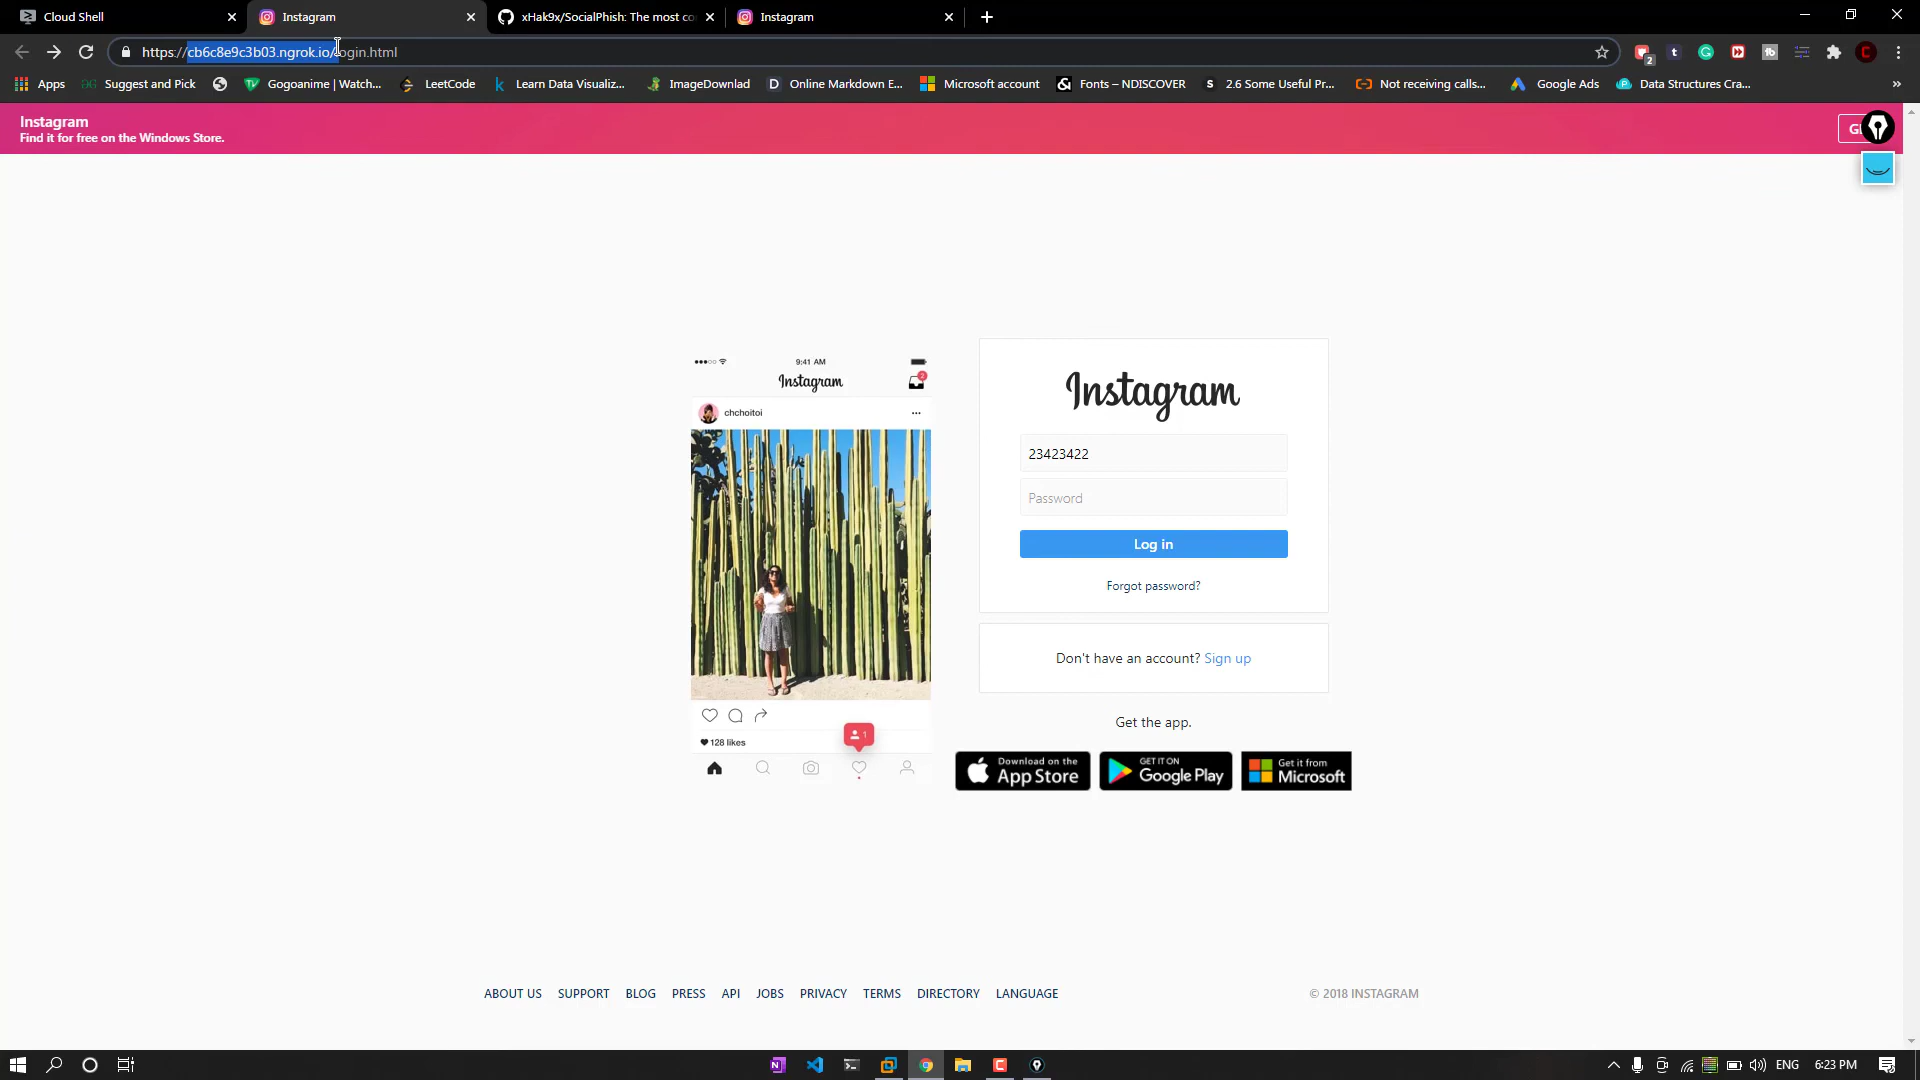 Cloud Shell
Instagram
xHak9x/SocialPhish: The most co
Instagram
https://cb6c8e9c3b03.ngrok.io/login.html
2
C
Apps
Suggest and Pick
Gogoanime | Watch...
LeetCode
Learn Data Visualiz...
ImageDownlad
Online Markdown E...
Microsoft account
Fonts – NDISCOVER
2.6 Some Useful Pr...
Not receiving calls...
Google Ads
Data Structures Cra...
Instagram
Find it for free on the Windows Store.
9:41 AM
Instagram
2
chchoitoi
128 likes
1
Instagram
23423422
Password
Log in
Forgot password?
Don't have an account? Sign up
Get the app.
Download on the App Store
GET IT ON Google Play
Get it from Microsoft
ABOUT US SUPPORT BLOG PRESS API JOBS PRIVACY TERMS DIRECTORY LANGUAGE
© 2018 INSTAGRAM
ENG
6:23 PM